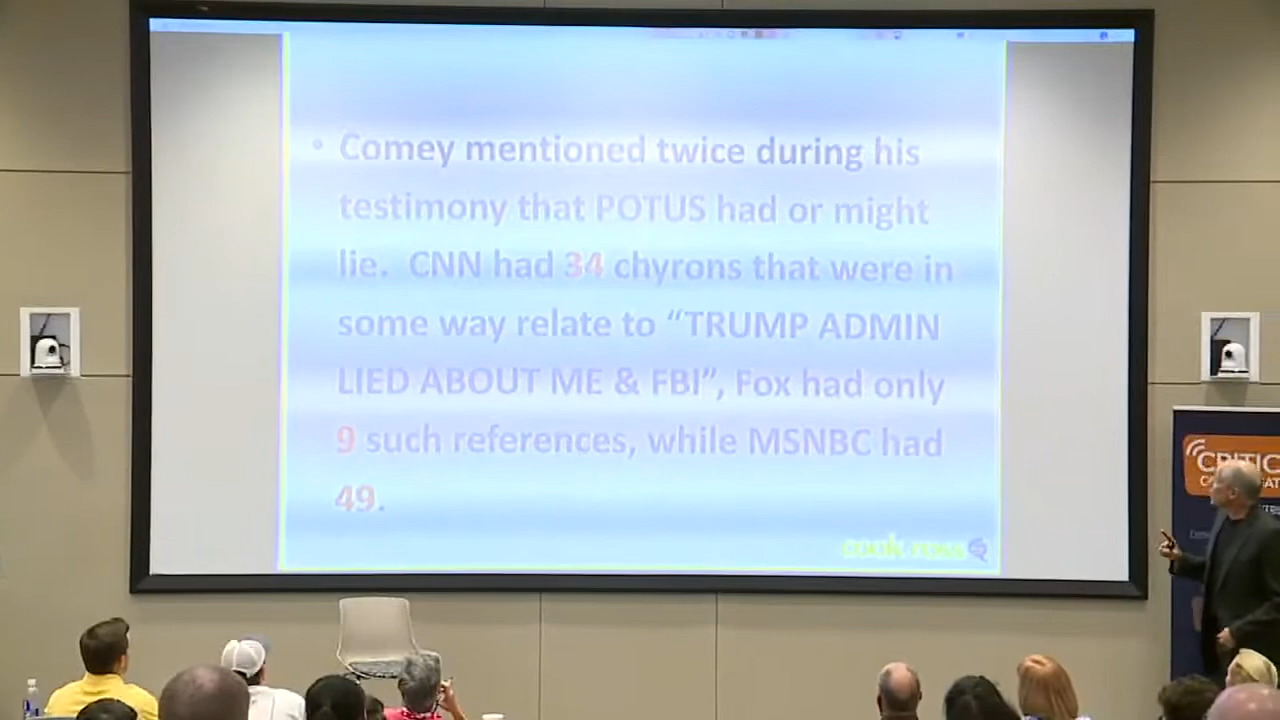 • Comey mentioned twice during his
testimony that POTUS had or might
lie. CNN had 34 chyrons that were in
some way relate to “TRUMP ADMIN
LIED ABOUT ME & FBI”, Fox had only
9 such references, while MSNBC had
49.
cook ross
CRITIC